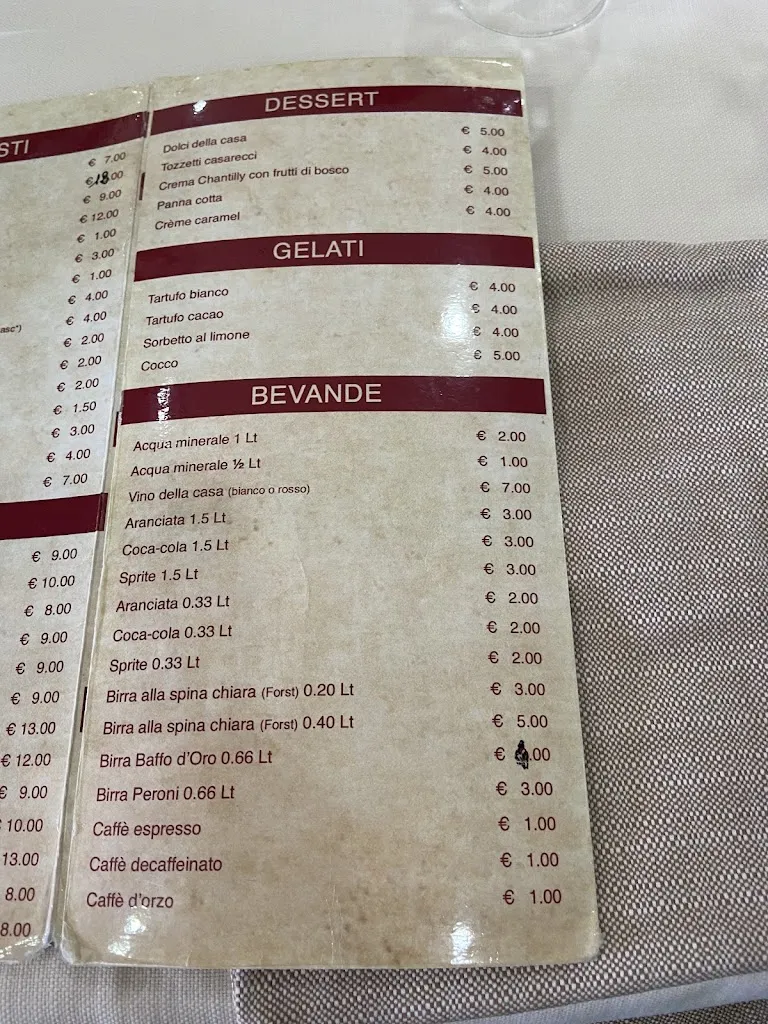 STI
€ 7.00
€ 18.00
€ 9.00
€ 12.00
€ 1.00
€ 3.00
€ 1.00
€ 4.00
€ 4.00
asc*)
€ 2.00
€ 2.00
€ 2.00
€ 1.50
€ 3.00
€ 4.00
€ 7.00
€ 9.00
€ 10.00
€ 8.00
€ 9.00
€ 9.00
€ 9.00
€ 13.00
€ 12.00
€ 9.00
€ 10.00
13.00
8.00
8.00
DESSERT
Dolci della casa € 5.00
Tozzetti casarecci € 4.00
Crema Chantilly con frutti di bosco € 5.00
Panna cotta € 4.00
Crème caramel € 4.00
GELATI
Tartufo bianco € 4.00
Tartufo cacao € 4.00
Sorbetto al limone € 4.00
Cocco € 5.00
BEVANDE
Acqua minerale 1 Lt € 2.00
Acqua minerale ½ Lt € 1.00
Vino della casa (bianco o rosso) € 7.00
Aranciata 1.5 Lt € 3.00
Coca-cola 1.5 Lt € 3.00
Sprite 1.5 Lt € 3.00
Aranciata 0.33 Lt € 2.00
Coca-cola 0.33 Lt € 2.00
Sprite 0.33 Lt € 2.00
Birra alla spina chiara (Forst) 0.20 Lt € 3.00
Birra alla spina chiara (Forst) 0.40 Lt € 5.00
Birra Baffo d'Oro 0.66 Lt € 4.00
Birra Peroni 0.66 Lt € 3.00
Caffè espresso € 1.00
Caffè decaffeinato € 1.00
Caffè d'orzo € 1.00